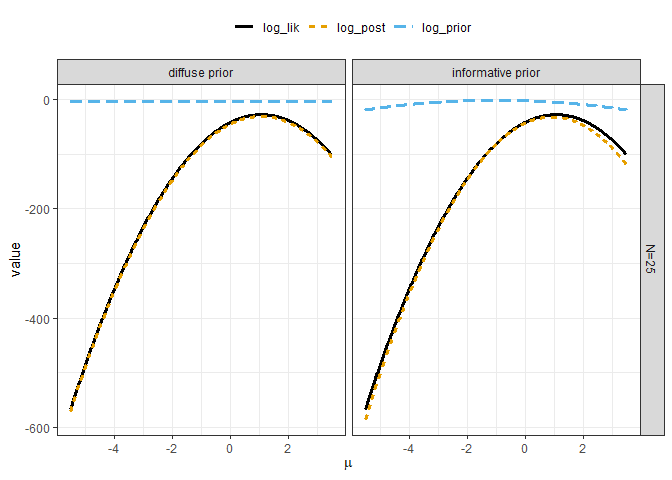 log_lik log_post log_prior
diffuse prior
informative prior
0
-200
-400
-600
value
N=25
-4 -2 0 2
-4 -2 0 2
μ